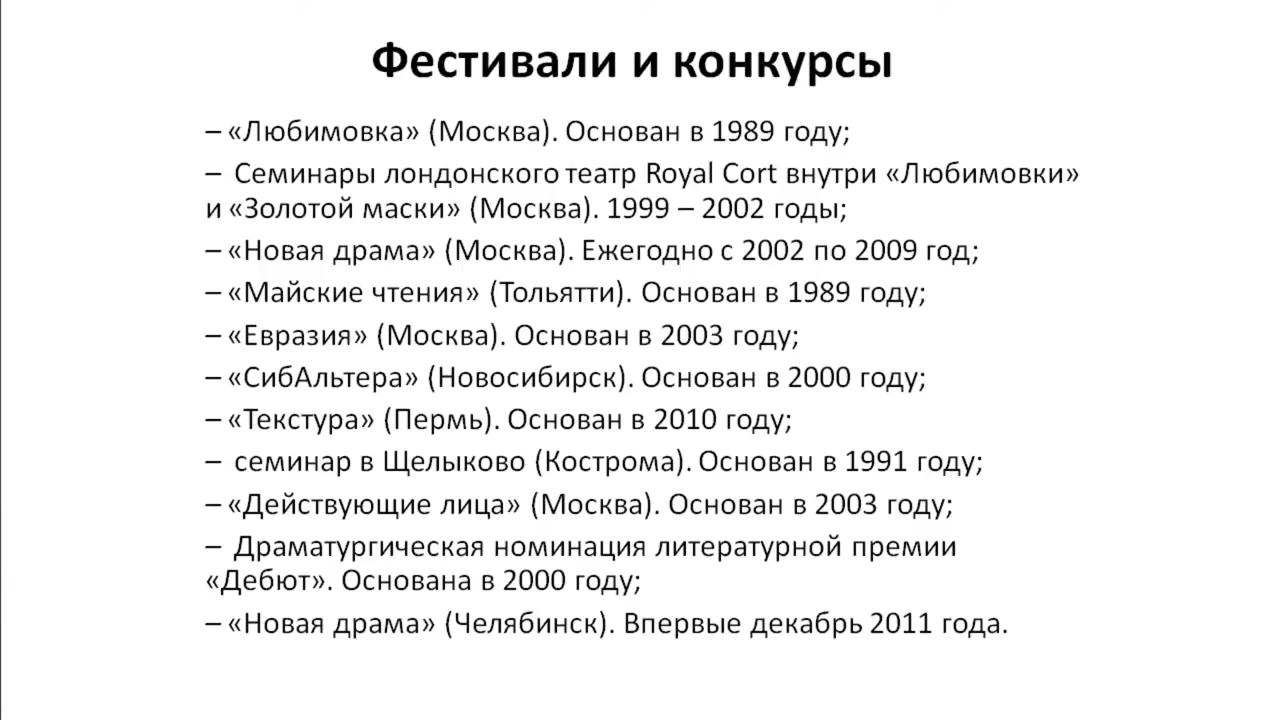 Фестивали и конкурсы
– «Любимовка» (Москва). Основан в 1989 году;
– Семинары лондонского театр Royal Cort внутри «Любимовки»
и «Золотой маски» (Москва). 1999 – 2002 годы;
– «Новая драма» (Москва). Ежегодно с 2002 по 2009 год;
– «Майские чтения» (Тольятти). Основан в 1989 году;
– «Евразия» (Москва). Основан в 2003 году;
– «СибАльтера» (Новосибирск). Основан в 2000 году;
– «Текстура» (Пермь). Основан в 2010 году;
– семинар в Щелыково (Кострома). Основан в 1991 году;
– «Действующие лица» (Москва). Основан в 2003 году;
– Драматургическая номинация литературной премии
«Дебют». Основана в 2000 году;
– «Новая драма» (Челябинск). Впервые декабрь 2011 года.